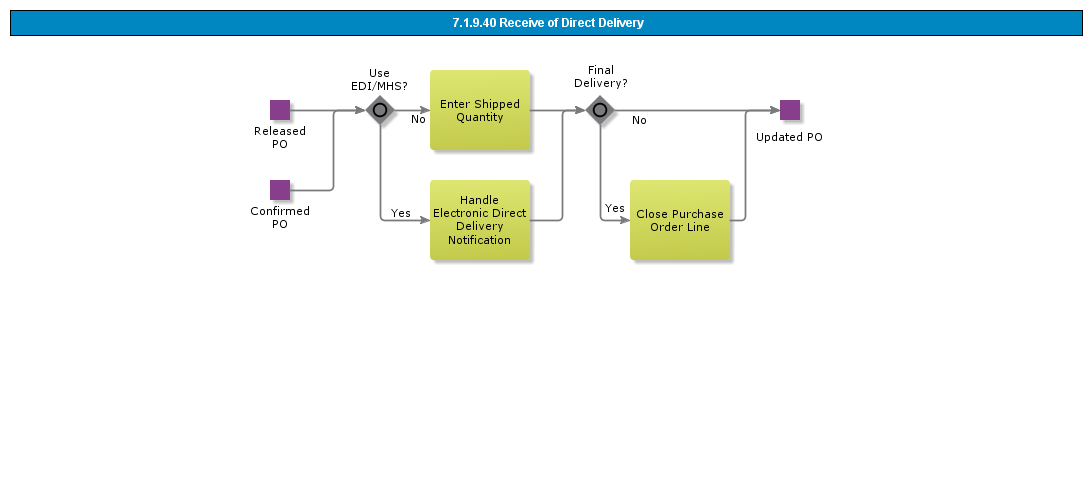 7.1.9.40 Receive of Direct Delivery
Use
EDI/MHS?
Final
Delivery?
Enter Shipped
Quantity
No
No
Released
PO
Updated PO
Confirmed
PO
Yes
Handle
Electronic Direct
Delivery
Notification
Yes
Close Purchase
Order Line